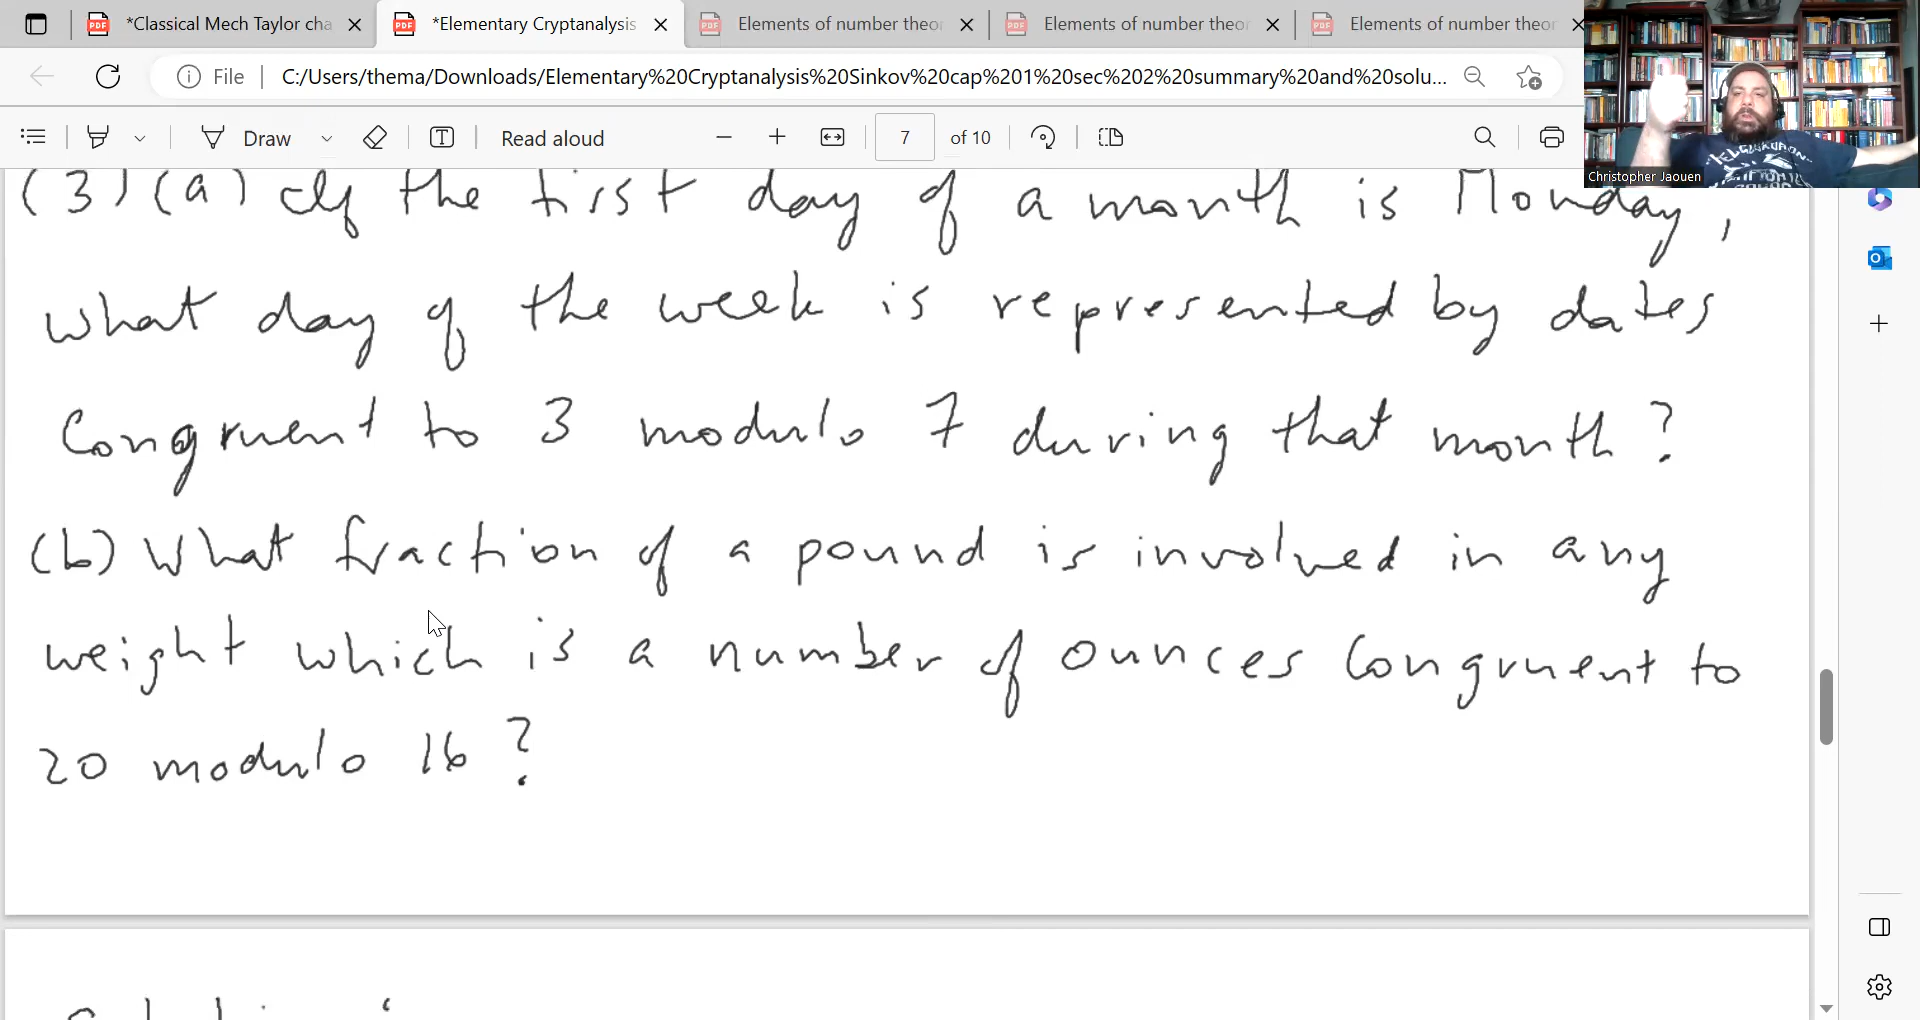 *Classical Mech Taylor cha
*Elementary Cryptanalysis
Elements of number theor
Elements of number theor
Elements of number theor
File
C:/Users/thema/Downloads/Elementary%20Cryptanalysis%20Sinkov%20cap%201%20sec%202%20summary%20and%20solu...
Draw
Read aloud
7
of 10
Christopher Jaouen
(3) (a) If the first day of a month is Monday,
what day of the week is represented by dates
Congruent to 3 modulo 7 during that month?
(b) What fraction of a pound is involved in any
weight which is a number of ounces Congruent to
20 modulo 16?